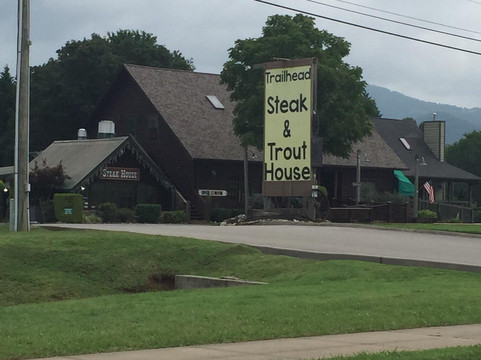 Trailhead
Steak
&
Trout
House
STEAK HOUSE